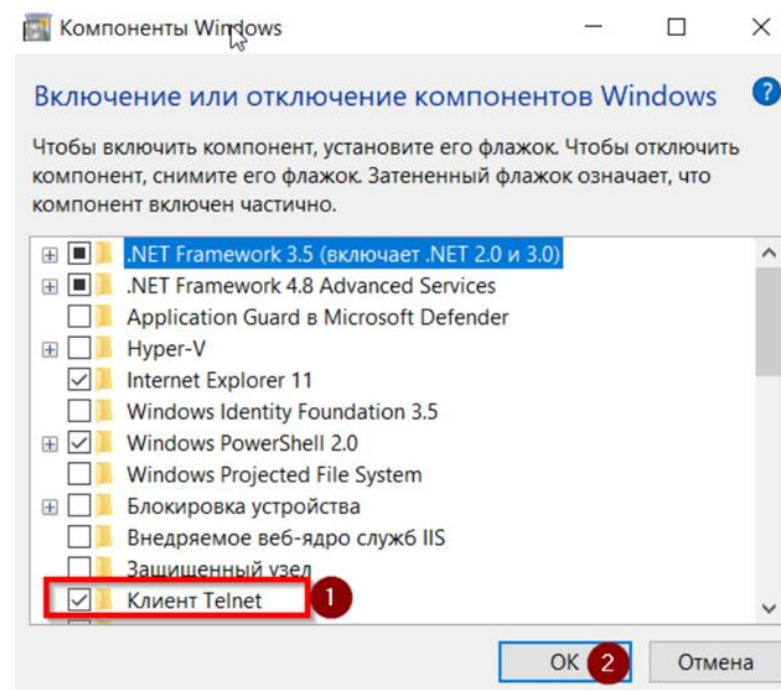 Компоненты Windows
Включение или отключение компонентов Windows
?
Чтобы включить компонент, установите его флажок. Чтобы отключить
компонент, снимите его флажок. Затененный флажок означает, что
компонент включен частично.
.NET Framework 3.5 (включает .NET 2.0 и 3.0)
.NET Framework 4.8 Advanced Services
Application Guard в Microsoft Defender
Hyper-V
Internet Explorer 11
Windows Identity Foundation 3.5
Windows PowerShell 2.0
Windows Projected File System
Блокировка устройства
Внедряемое веб-ядро служб IIS
Защищенный узел
Клиент Telnet 1
ОК 2 Отмена